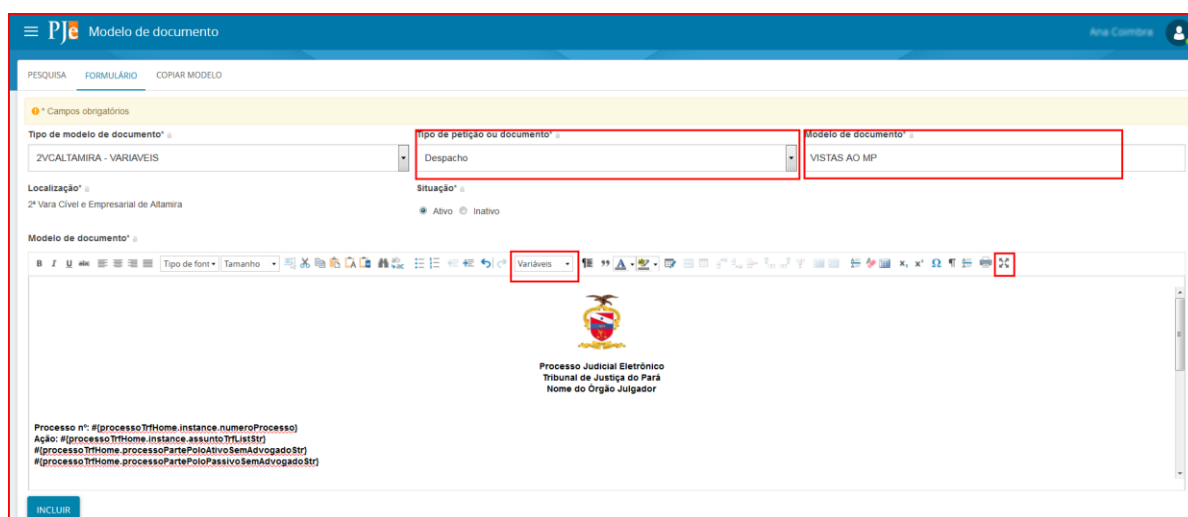 PJe Modelo de documento Ana Coimbra
PESQUISA FORMULÁRIO COPIAR MODELO
* Campos obrigatórios
Tipo de modelo de documento* Tipo de petição ou documento* Modelo de documento*
2VCALTAMIRA - VARIAVEIS Despacho VISTAS AO MP
Localização* Situação*
2ª Vara Cível e Empresarial de Altamira Ativo Inativo
Modelo de documento*
B I U abc Tipo de font Tamanho Variáveis
Processo Judicial Eletrônico
Tribunal de Justiça do Pará
Nome do Órgão Julgador
Processo nº: #{processoTrfHome.instance.numeroProcesso}
Ação: #{processoTrfHome.instance.assuntoTrfListStr}
#{processoTrfHome.processoPartePoloAtivoSemAdvogadoStr}
#{processoTrfHome.processoPartePoloPassivoSemAdvogadoStr}
INCLUIR